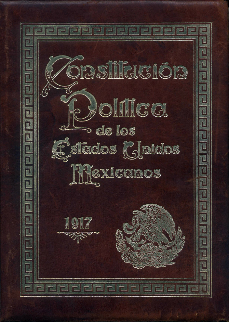 Constitución
Política
de los
Estados Unidos
Mexicanos
1917